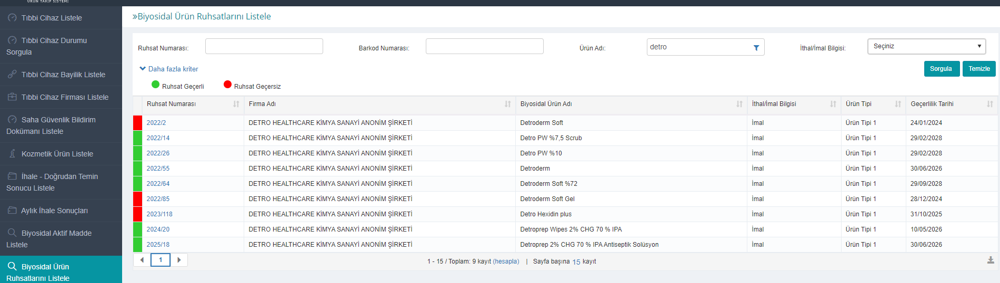 ÜRÜN TAKİP SİSTEMİ
Tıbbi Cihaz Listele
Tıbbi Cihaz Durumu
Sorgula
Tıbbi Cihaz Bayilik Listele
Tıbbi Cihaz Firması Listele
Saha Güvenlik Bildirim
Dokümanı Listele
Kozmetik Ürün Listele
İhale - Doğrudan Temin
Sonucu Listele
Aylık İhale Sonuçları
Biyosidal Aktif Madde
Listele
Biyosidal Ürün
Ruhsatlarını Listele
»Biyosidal Ürün Ruhsatlarını Listele
Ruhsat Numarası: Barkod Numarası: Ürün Adı: detro İthal/İmal Bilgisi: Seçiniz
Daha fazla kriter Sorgula Temizle
Ruhsat Geçerli Ruhsat Geçersiz
Ruhsat Numarası Firma Adı Biyosidal Ürün Adı İthal/İmal Bilgisi Ürün Tipi Geçerlilik Tarihi
2022/2 DETRO HEALTHCARE KİMYA SANAYİ ANONİM ŞİRKETİ Detroderm Soft İmal Ürün Tipi 1 24/01/2024
2022/14 DETRO HEALTHCARE KİMYA SANAYİ ANONİM ŞİRKETİ Detro PW %7,5 Scrub İmal Ürün Tipi 1 29/02/2028
2022/26 DETRO HEALTHCARE KİMYA SANAYİ ANONİM ŞİRKETİ Detro PW %10 İmal Ürün Tipi 1 29/02/2028
2022/55 DETRO HEALTHCARE KİMYA SANAYİ ANONİM ŞİRKETİ Detroderm İmal Ürün Tipi 1 30/06/2026
2022/64 DETRO HEALTHCARE KİMYA SANAYİ ANONİM ŞİRKETİ Detroderm Soft %72 İmal Ürün Tipi 1 29/09/2028
2022/85 DETRO HEALTHCARE KİMYA SANAYİ ANONİM ŞİRKETİ Detroderm Soft Gel İmal Ürün Tipi 1 28/12/2024
2023/118 DETRO HEALTHCARE KİMYA SANAYİ ANONİM ŞİRKETİ Detro Hexidin plus İmal Ürün Tipi 1 31/10/2025
2024/20 DETRO HEALTHCARE KİMYA SANAYİ ANONİM ŞİRKETİ Detroprep Wipes 2% CHG 70 % IPA İmal Ürün Tipi 1 10/05/2026
2025/18 DETRO HEALTHCARE KİMYA SANAYİ ANONİM ŞİRKETİ Detroprep 2% CHG 70 % IPA Antiseptik Solüsyon İmal Ürün Tipi 1 30/06/2026
1 1 - 15 / Toplam: 9 kayıt (hesapla) | Sayfa başına 15 kayıt